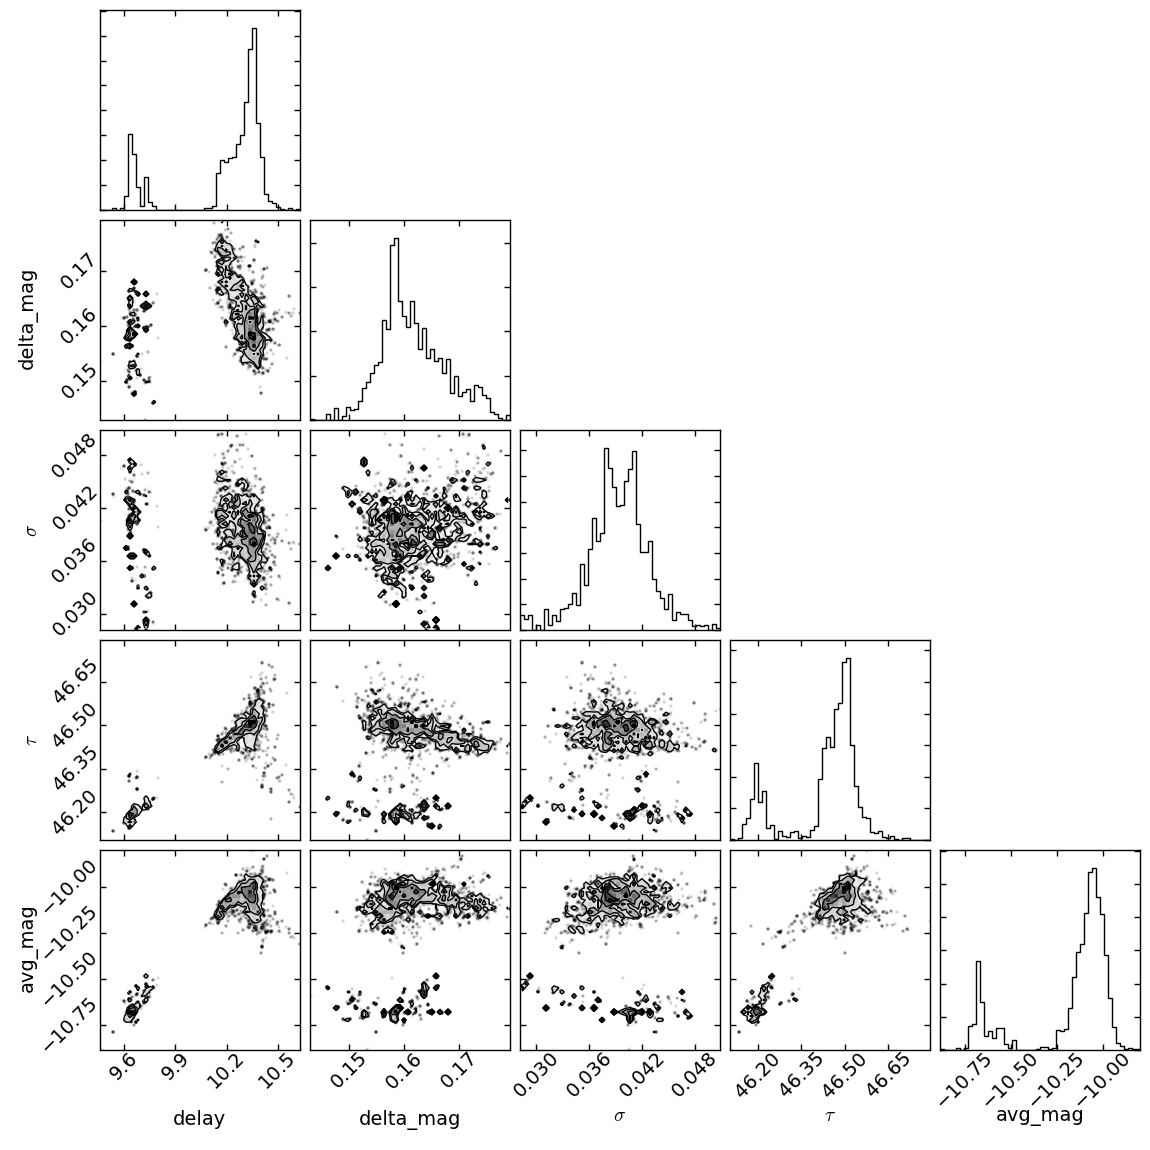 delta_mag
0.17
0.16
0.15
σ
0.048
0.042
0.036
0.030
τ
46.65
46.50
46.35
46.20
avg_mag
−10.00
−10.25
−10.50
−10.75
9.6 9.9 10.2 10.5
0.15 0.16 0.17
0.030 0.036 0.042 0.048
46.20 46.35 46.50 46.65
−10.75 −10.50 −10.25 −10.00
delay delta_mag σ τ avg_mag